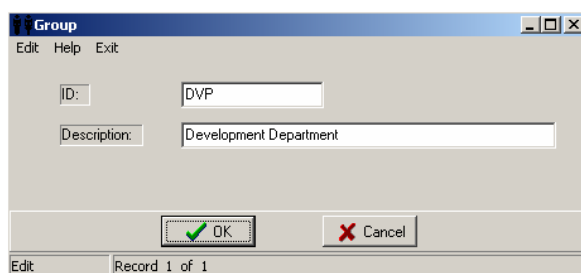 Group
Edit Help Exit
ID: DVP
Description: Development Department
OK Cancel
Edit Record 1 of 1